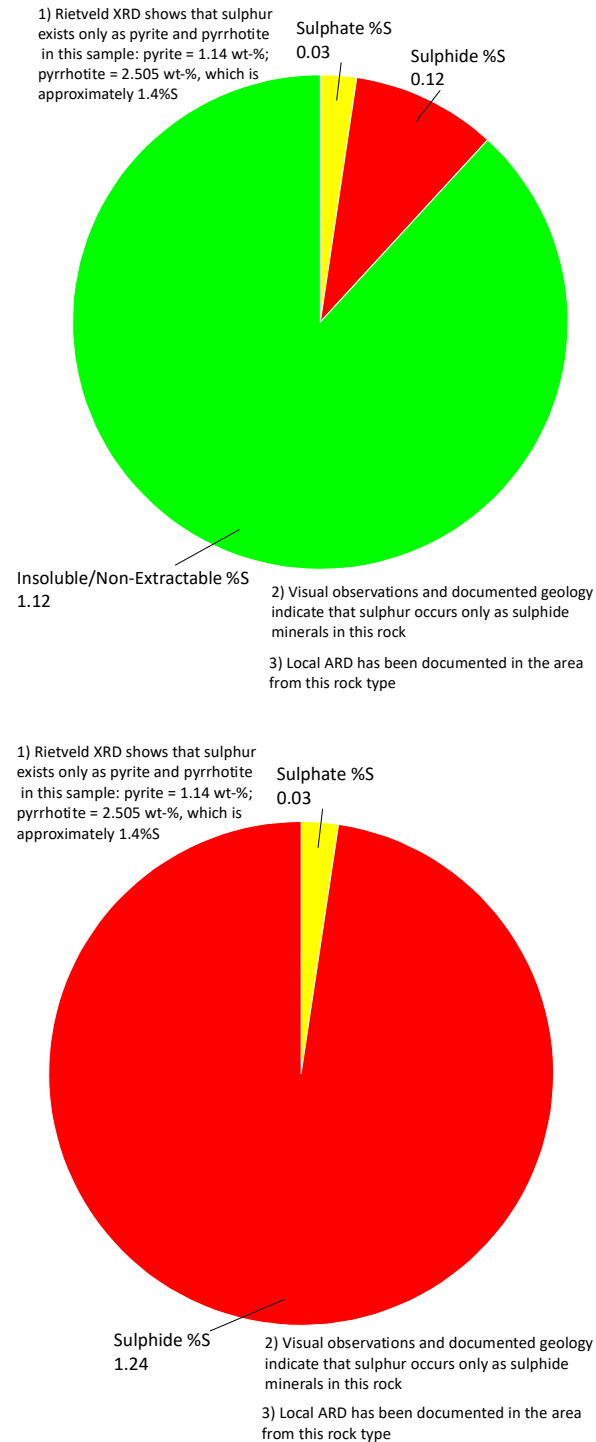 1) Rietveld XRD shows that sulphur
exists only as pyrite and pyrrhotite
in this sample: pyrite = 1.14 wt-%;
pyrrhotite = 2.505 wt-%, which is
approximately 1.4%S
Sulphate %S
0.03
Sulphide %S
0.12
Insoluble/Non-Extractable %S
1.12
2) Visual observations and documented geology
indicate that sulphur occurs only as sulphide
minerals in this rock
3) Local ARD has been documented in the area
from this rock type
1) Rietveld XRD shows that sulphur
exists only as pyrite and pyrrhotite
in this sample: pyrite = 1.14 wt-%;
pyrrhotite = 2.505 wt-%, which is
approximately 1.4%S
Sulphate %S
0.03
Sulphide %S
1.24
2) Visual observations and documented geology
indicate that sulphur occurs only as sulphide
minerals in this rock
3) Local ARD has been documented in the area
from this rock type